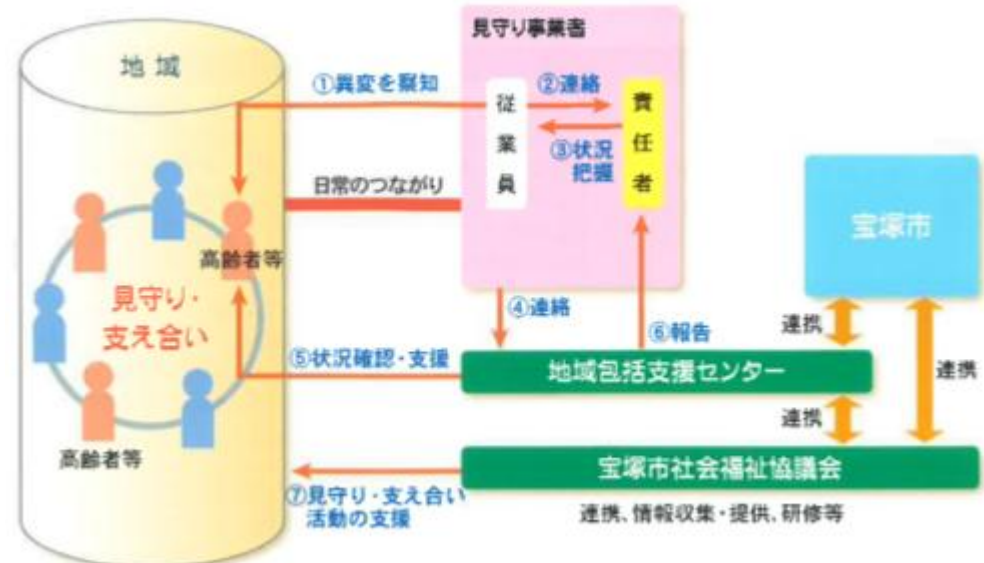 地域
見守り事業者
①異変を察知
②連絡
従業員
責任者
③状況
把握
日常のつながり
宝塚市
高齢者等
見守り・
支え合い
④連絡
⑥報告
連携
⑤状況確認・支援
地域包括支援センター
連携
連携
高齢者等
宝塚市社会福祉協議会
⑦見守り・支え合い
活動の支援
連携、情報収集・提供、研修等